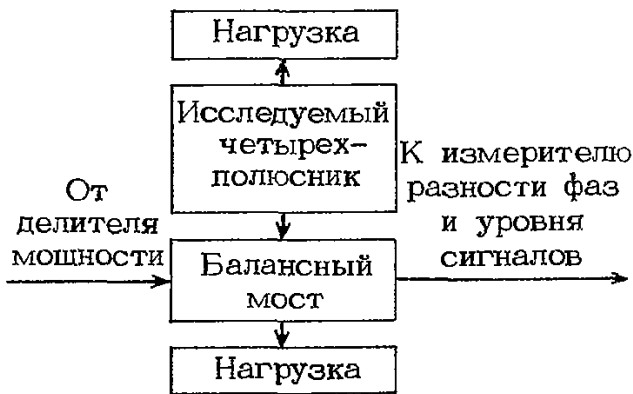 Нагрузка
Исследуемый
четырех-
полюсник
От
делителя
мощности
К измерителю
разности фаз
и уровня
сигналов
Балансный
мост
Нагрузка